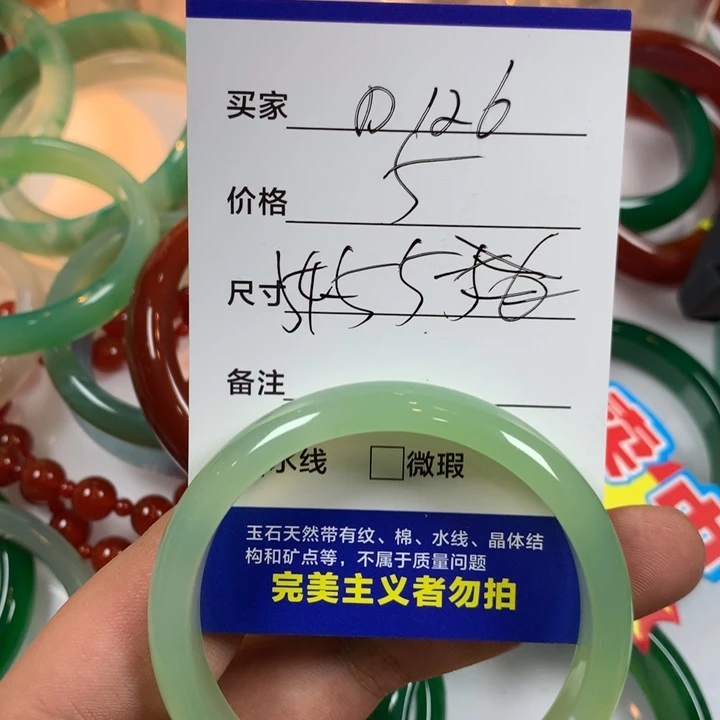 买家 D126
价格 5
尺寸 54 55
备注
水线 微瑕
玉石天然带有纹、棉、水线、晶体结
构和矿点等，不属于质量问题
完美主义者勿拍